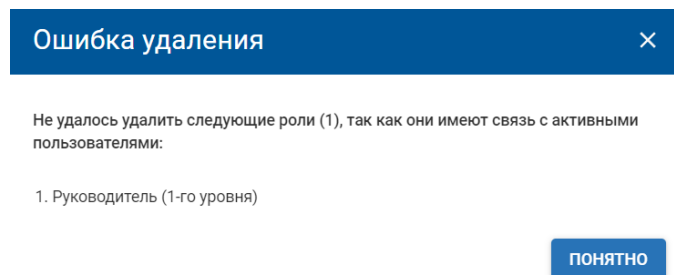 Ошибка удаления
Не удалось удалить следующие роли (1), так как они имеют связь с активными
пользователями:
1. Руководитель (1-го уровня)
ПОНЯТНО